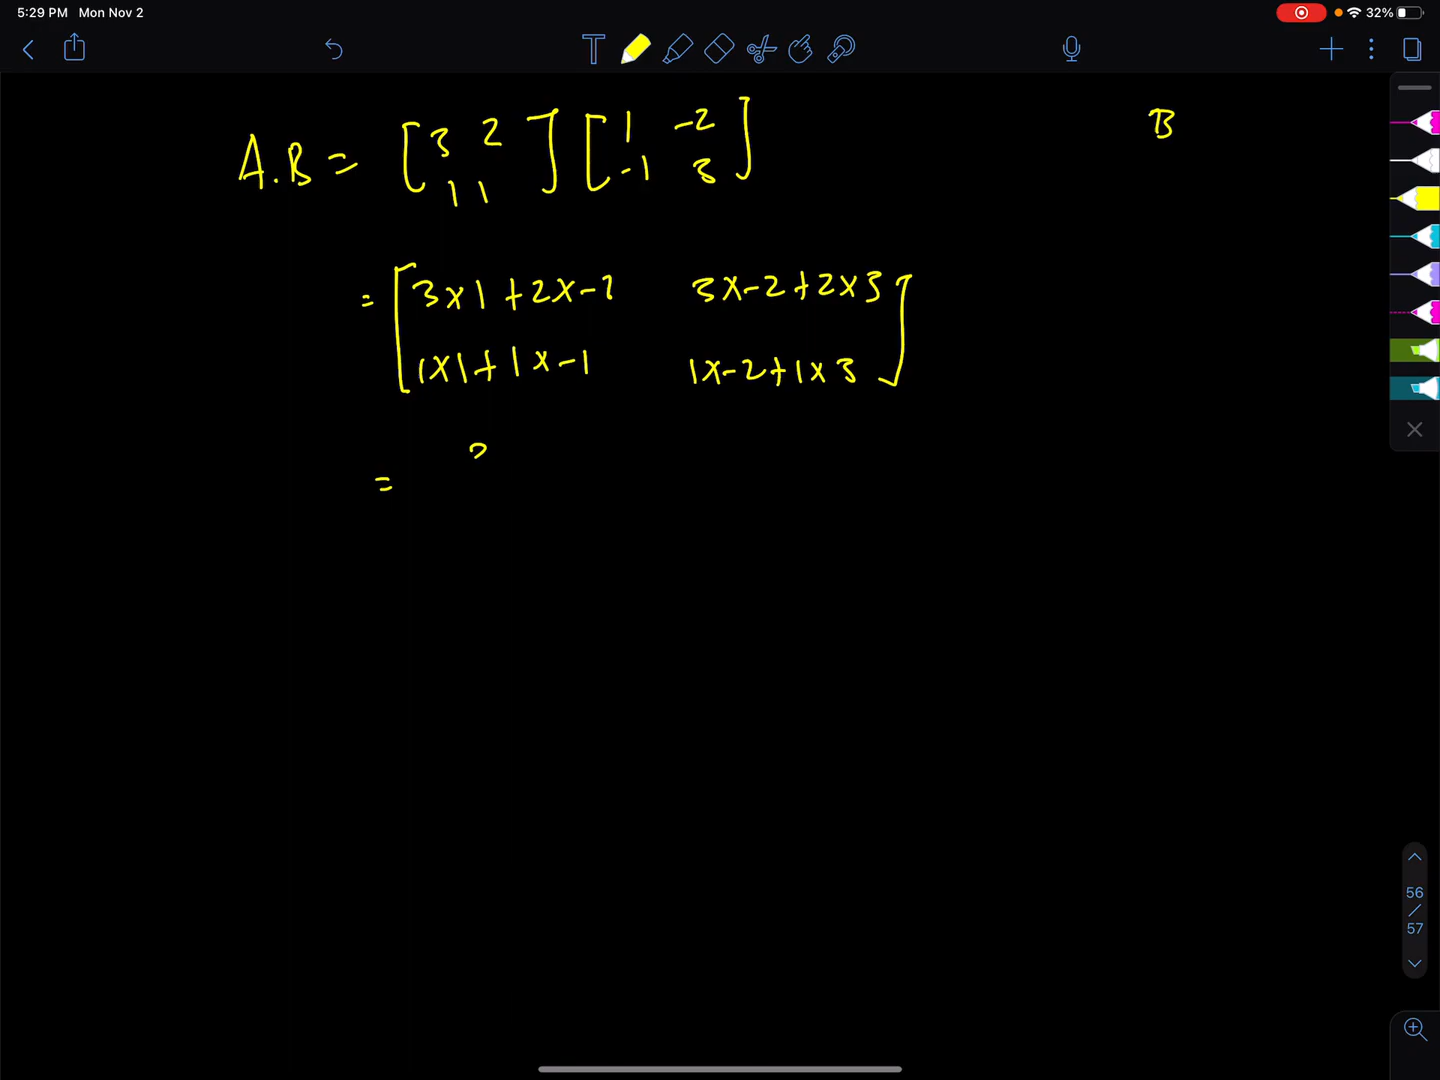 5:29 PM Mon Nov 2
32%
T
A.B = [3 2 ] [1 -2]
1 1 -1 3
B
= [3x1+2x-1 3x-2+2x3]
1x1+1x-1 1x-2+1x3
=
56
/
57